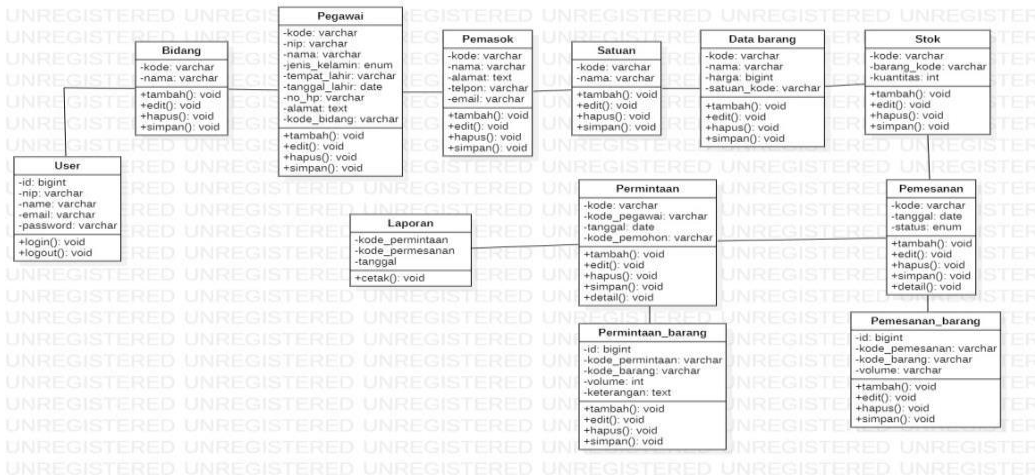 Bidang
-kode: varchar
-nama: varchar
+tambah(): void
+edit(): void
+hapus(): void
+simpan(): void
Pegawai
-kode: varchar
-nip: varchar
-nama: varchar
-jenis_kelamin: enum
-tempat_lahir: varchar
-tanggal_lahir: date
-no_hp: varchar
-alamat: text
-kode_bidang: varchar
+tambah(): void
+edit(): void
+hapus(): void
+simpan(): void
Pemasok
-kode: varchar
-nama: varchar
-alamat: text
-telpon: varchar
-email: varchar
+tambah(): void
+edit(): void
+hapus(): void
+simpan(): void
Satuan
-kode: varchar
-nama: varchar
+tambah(): void
+edit(): void
+hapus(): void
+simpan(): void
Data barang
-kode: varchar
-nama: varchar
-harga: bigint
-satuan_kode: varchar
+tambah(): void
+edit(): void
+hapus(): void
+simpan(): void
Stok
-kode: varchar
-barang_kode: varchar
-kuantitas: int
+tambah(): void
+edit(): void
+hapus(): void
+simpan(): void
User
-id: bigint
-nip: varchar
-name: varchar
-email: varchar
-password: varchar
+login(): void
+logout(): void
Laporan
-kode_permintaan
-kode_permesanan
-tanggal
+cetak(): void
Permintaan
-kode: varchar
-kode_pegawai: varchar
-tanggal: date
-kode_pemohon: varchar
+tambah(): void
+edit(): void
+hapus(): void
+simpan(): void
+detail(): void
Pemesanan
-kode: varchar
-tanggal: date
-status: enum
+tambah(): void
+edit(): void
+hapus(): void
+simpan(): void
+detail(): void
Permintaan_barang
-id: bigint
-kode_permintaan: varchar
-kode_barang: varchar
-volume: int
-keterangan: text
+tambah(): void
+edit(): void
+hapus(): void
+simpan(): void
Pemesanan_barang
-id: bigint
-kode_pemesanan: varchar
-kode_barang: varchar
-volume: varchar
+tambah(): void
+edit(): void
+hapus(): void
+simpan(): void
UNREGISTERED